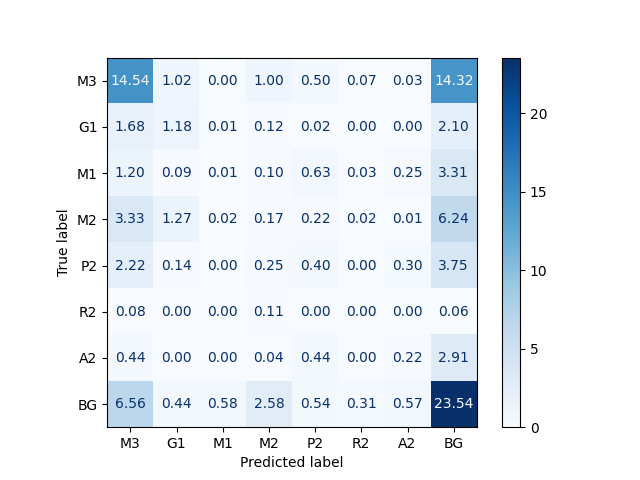 M3 14.54 1.02 0.00 1.00 0.50 0.07 0.03 14.32
G1 1.68 1.18 0.01 0.12 0.02 0.00 0.00 2.10
M1 1.20 0.09 0.01 0.10 0.63 0.03 0.25 3.31
M2 3.33 1.27 0.02 0.17 0.22 0.02 0.01 6.24
P2 2.22 0.14 0.00 0.25 0.40 0.00 0.30 3.75
R2 0.08 0.00 0.00 0.11 0.00 0.00 0.00 0.06
A2 0.44 0.00 0.00 0.04 0.44 0.00 0.22 2.91
BG 6.56 0.44 0.58 2.58 0.54 0.31 0.57 23.54
M3 G1 M1 M2 P2 R2 A2 BG
Predicted label
True label
20
15
10
5
0